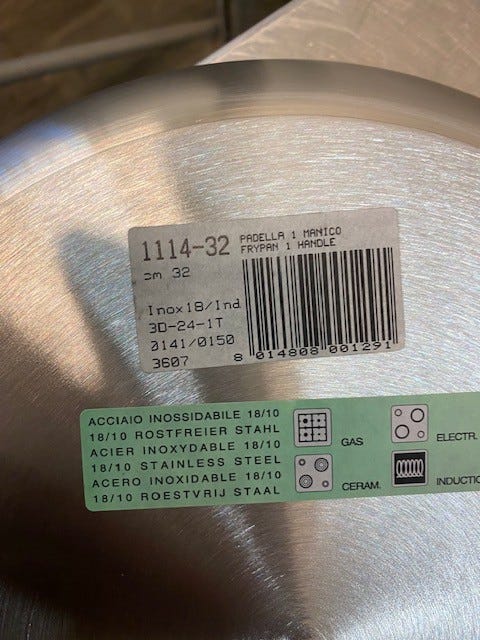 1114-32 PADELLA 1 MANICO
FRYPAN 1 HANDLE
cm 32
Inox18/Ind
3D-24-1T
0141/0150
3607
8 014808 001291
ACCIAIO INOSSIDABILE 18/10
18/10 ROSTFREIER STAHL
ACIER INOXYDABLE 18/10
18/10 STAINLESS STEEL
ACERO INOXIDABLE 18/10
18/10 ROESTVRIJ STAAL
GAS
ELECTR.
CERAM.
INDUCTIO